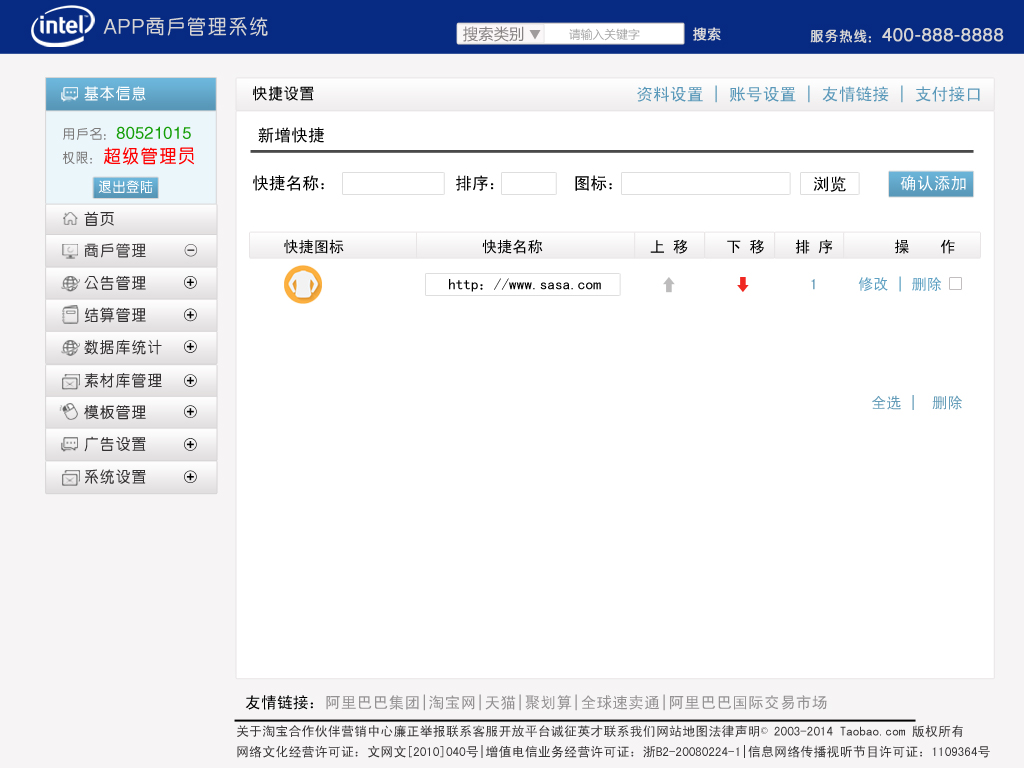 intel APP商戶管理系统
搜索类别▼ 请输入关键字 搜索 服务热线: 400-888-8888
基本信息
用戶名: 80521015
权限: 超级管理员
退出登陆
首页
商戶管理
公告管理
结算管理
数据库统计
素材库管理
模板管理
广告设置
系统设置
快捷设置 资料设置 | 账号设置 | 友情链接 | 支付接口
新增快捷
快捷名称: 排序: 图标: 浏览 确认添加
快捷图标 快捷名称 上 移 下 移 排 序 操 作
http: //www.sasa.com 1 修改 | 删除
全选 | 删除
友情链接: 阿里巴巴集团|淘宝网|天猫|聚划算|全球速卖通|阿里巴巴国际交易市场
关于淘宝合作伙伴营销中心廉正举报联系客服开放平台诚征英才联系我们网站地图法律声明© 2003-2014 Taobao.com 版权所有
网络文化经营许可证: 文网文[2010]040号|增值电信业务经营许可证: 浙B2-20080224-1|信息网络传播视听节目许可证: 1109364号